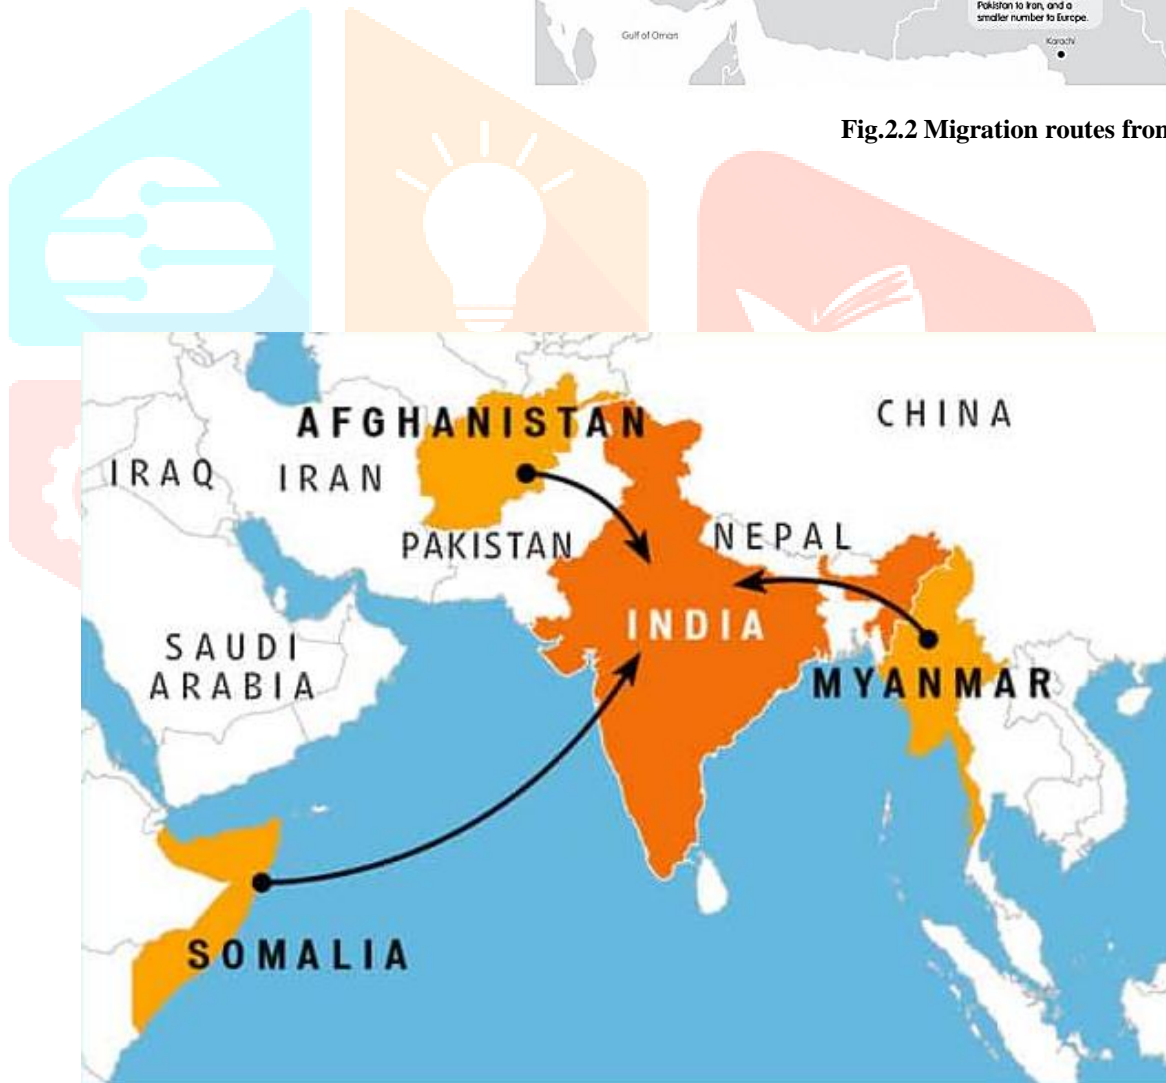 Pakistan to Iran, and a
smaller number to Europe.
Gulf of Oman
Karachi
Fig.2.2 Migration routes from
AFGHANISTAN
CHINA
IRAQ
IRAN
PAKISTAN
NEPAL
INDIA
SAUDI
ARABIA
MYANMAR
SOMALIA